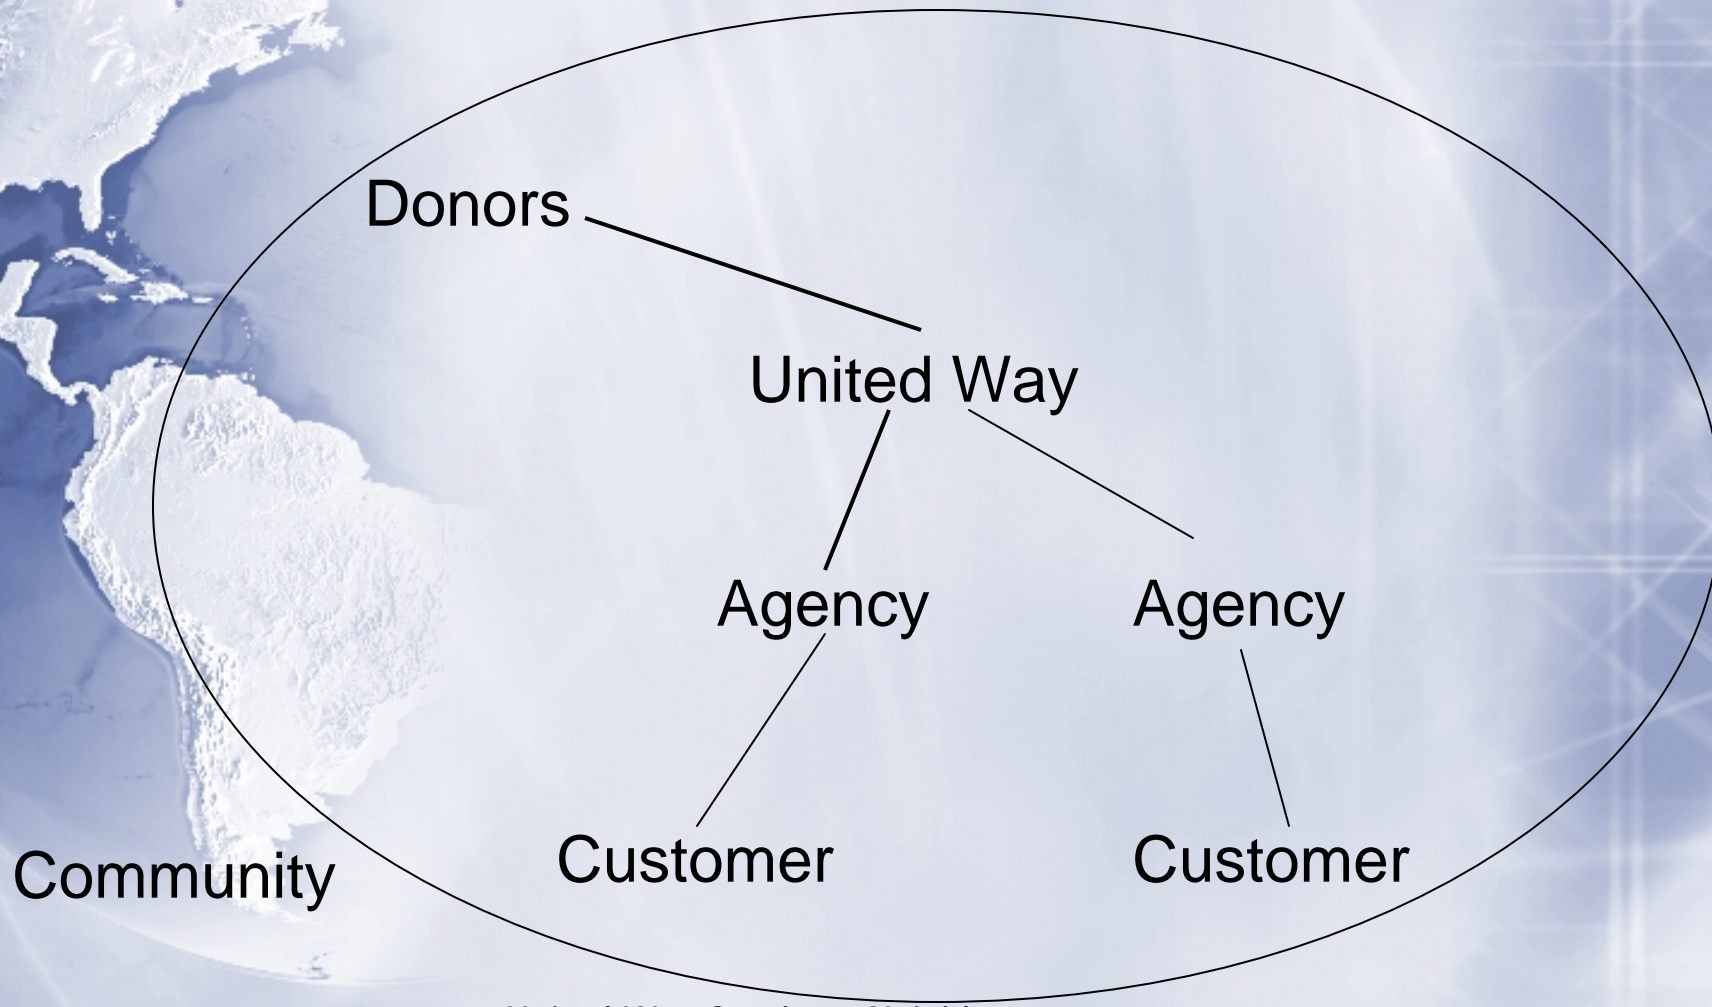 Donors
United Way
Agency Agency
Customer Customer
Community